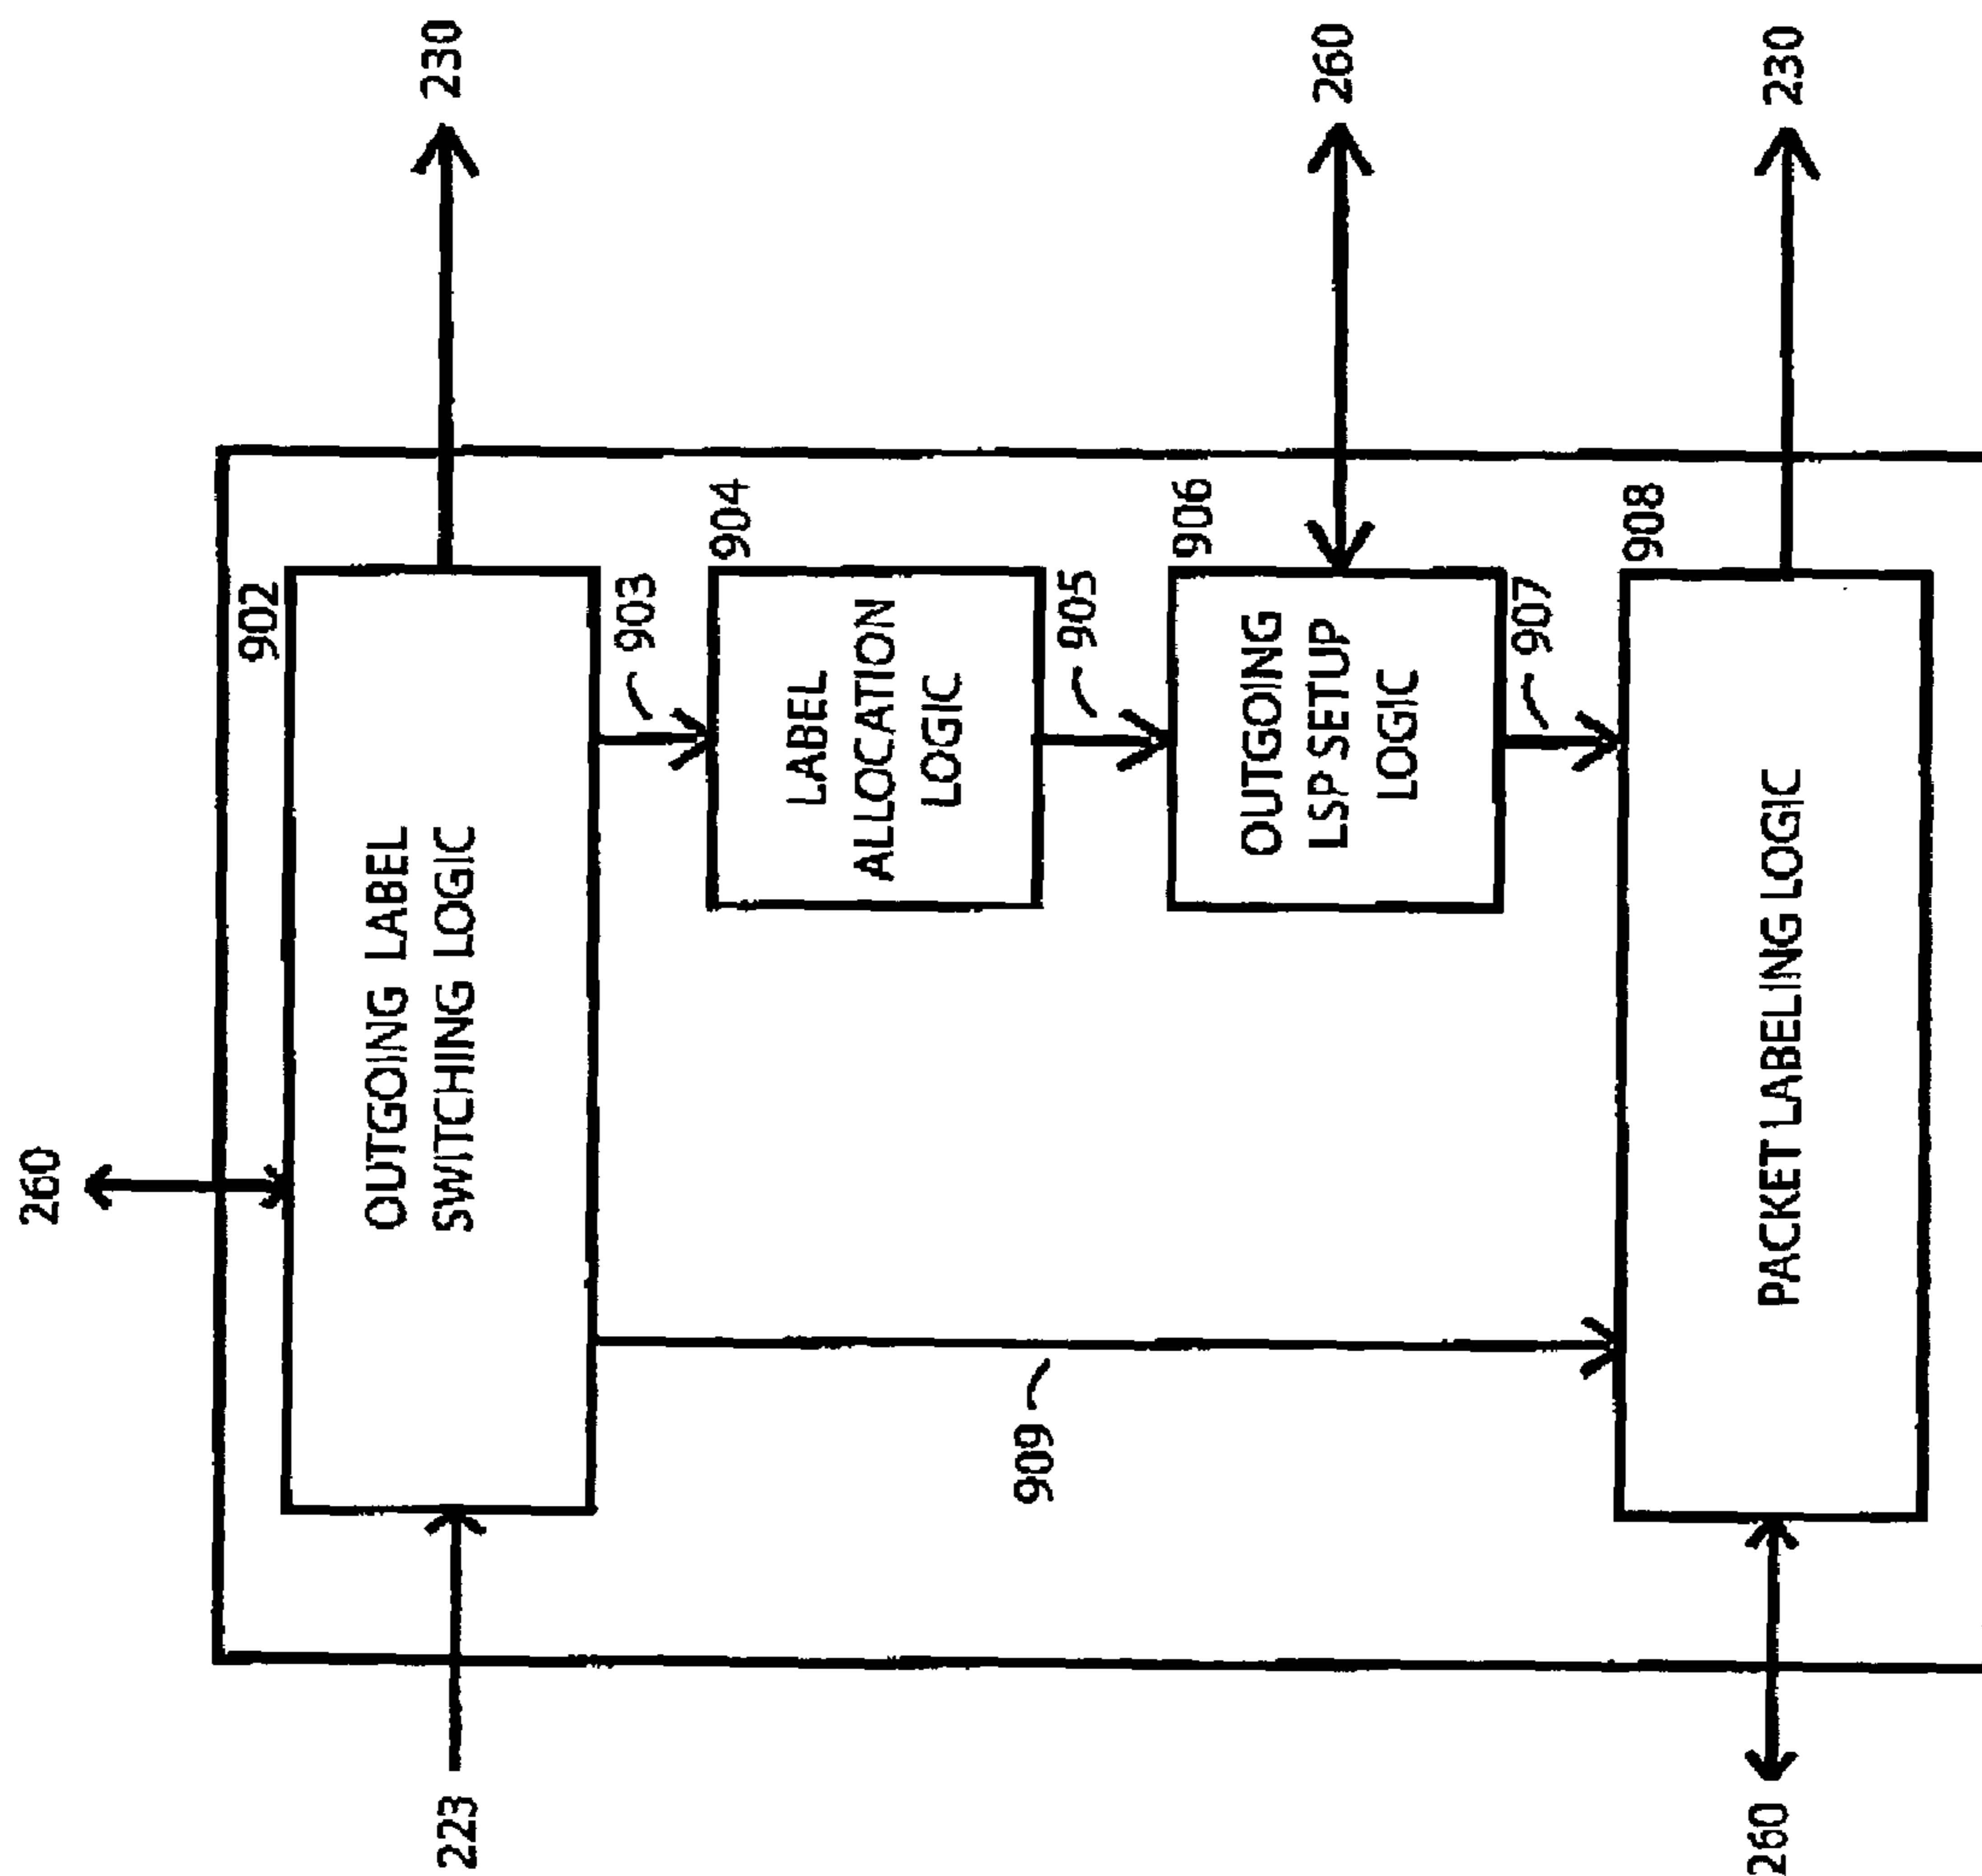 260
223
902
OUTGOING LABEL
SWITCHING LOGIC
230
903
904
LABEL
ALLOCATION
LOGIC
909
905
906
OUTGOING
LSP SETUP
LOGIC
260
907
908
260
PACKET LABELING LOGIC
230